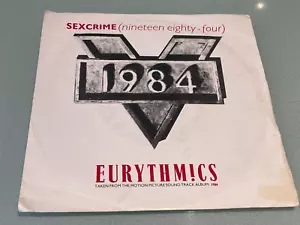 SEXCRIME (nineteen eighty-four)
1984
EURYTHM!CS
TAKEN FROM THE MOTION PICTURE SOUND TRACK ALBUM: 1984